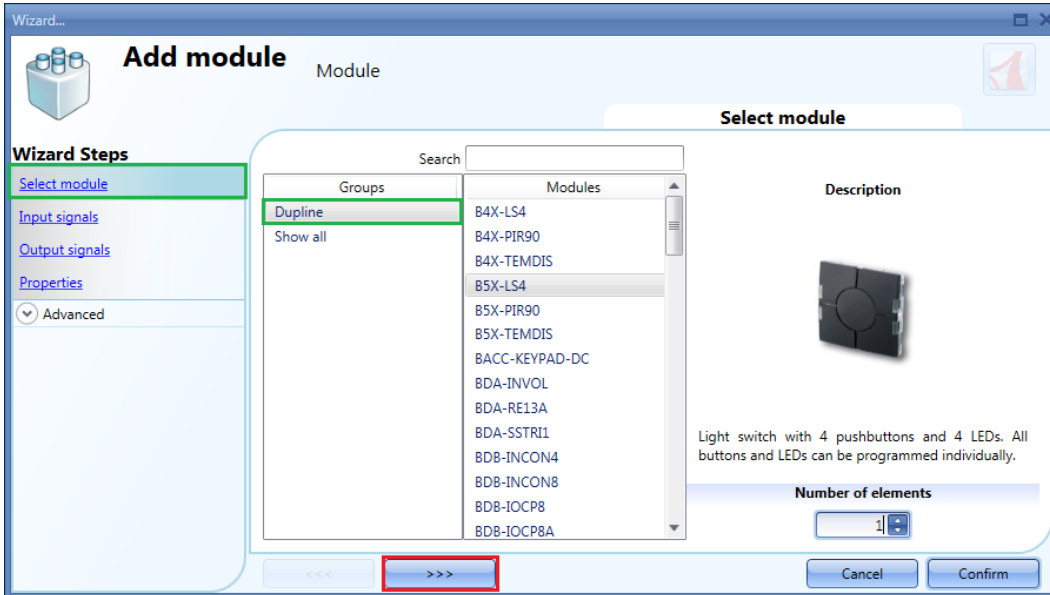 Wizard...
Add module
Module
Select module
Wizard Steps
Select module
Input signals
Output signals
Properties
Advanced
Search
Groups
Dupline
Show all
Modules
B4X-LS4
B4X-PIR90
B4X-TEMDIS
B5X-LS4
B5X-PIR90
B5X-TEMDIS
BACC-KEYPAD-DC
BDA-INVOL
BDA-RE13A
BDA-SSTRI1
BDB-INCON4
BDB-INCON8
BDB-IOCP8
BDB-IOCP8A
Description
Light switch with 4 pushbuttons and 4 LEDs. All
buttons and LEDs can be programmed individually.
Number of elements
1
<<<
>>>
Cancel
Confirm